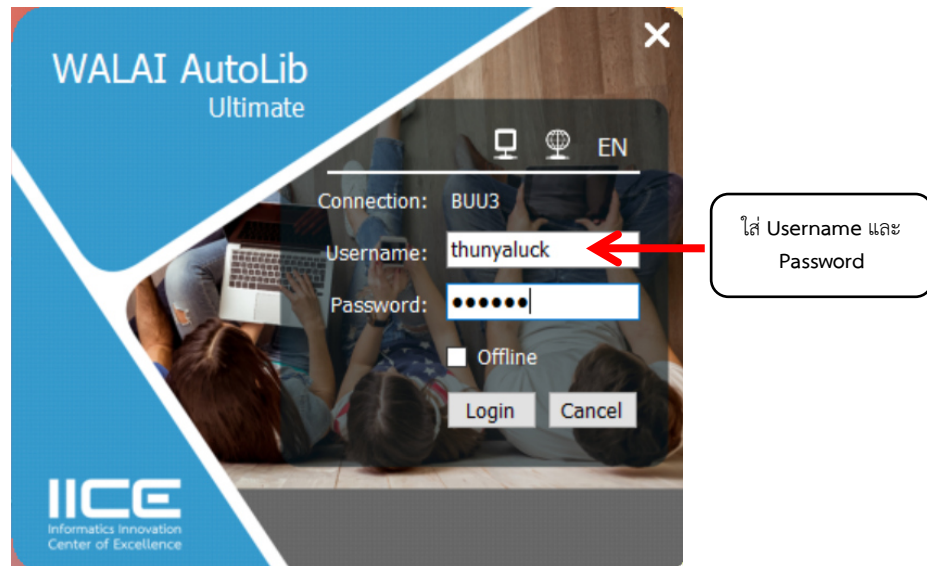 WALAI AutoLib
Ultimate
EN
Connection: BUU3
Username: thunyaluck
Password: ●●●●●●
Offline
Login Cancel
IICE
Informatics Innovation
Center of Excellence
ใส่ Username และ
Password